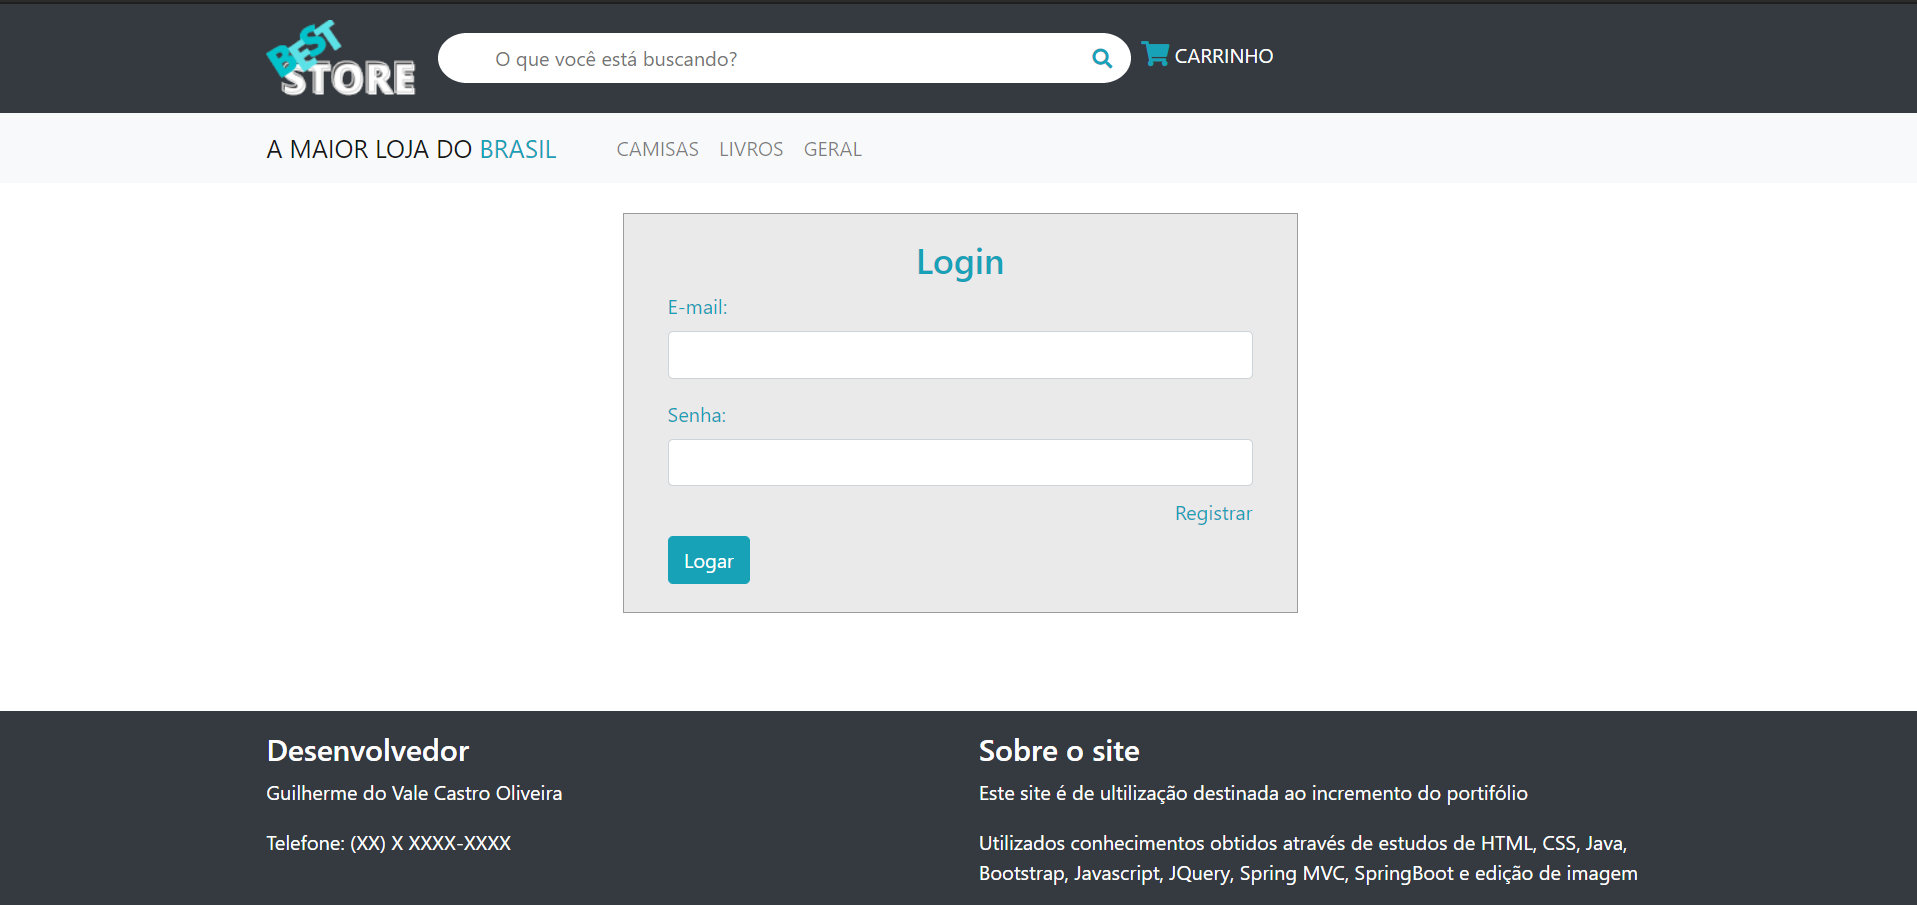 BEST
STORE
O que você está buscando?
CARRINHO
A MAIOR LOJA DO BRASIL
CAMISAS
LIVROS
GERAL
Login
E-mail:
Senha:
Registrar
Logar
Desenvolvedor
Guilherme do Vale Castro Oliveira
Telefone: (XX) X XXXX-XXXX
Sobre o site
Este site é de ultilização destinada ao incremento do portifólio
Utilizados conhecimentos obtidos através de estudos de HTML, CSS, Java,
Bootstrap, Javascript, JQuery, Spring MVC, SpringBoot e edição de imagem